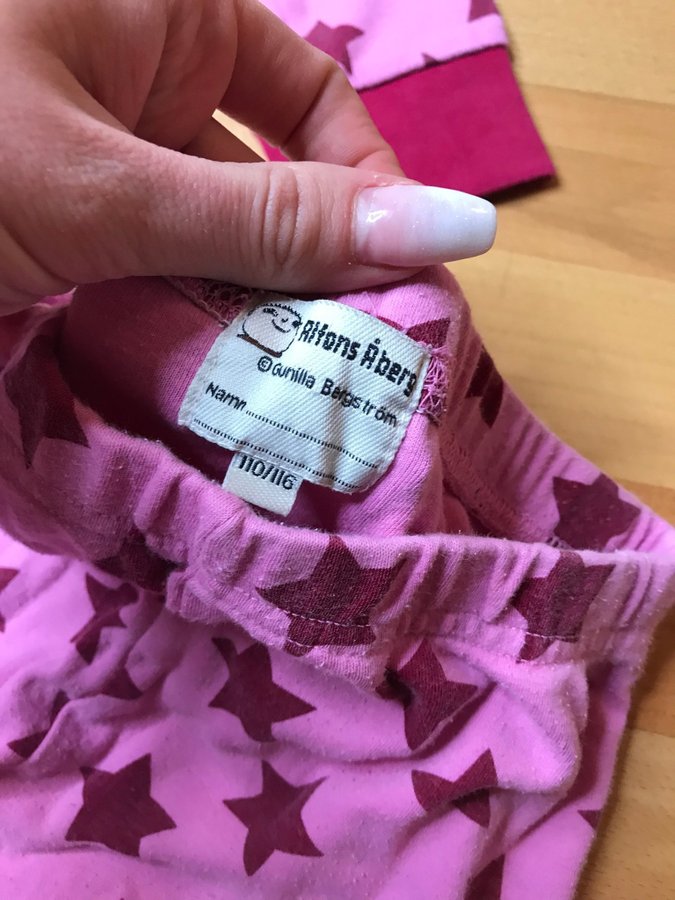 Alfons Åberg
©Gunilla Bergström
Namn
110/116